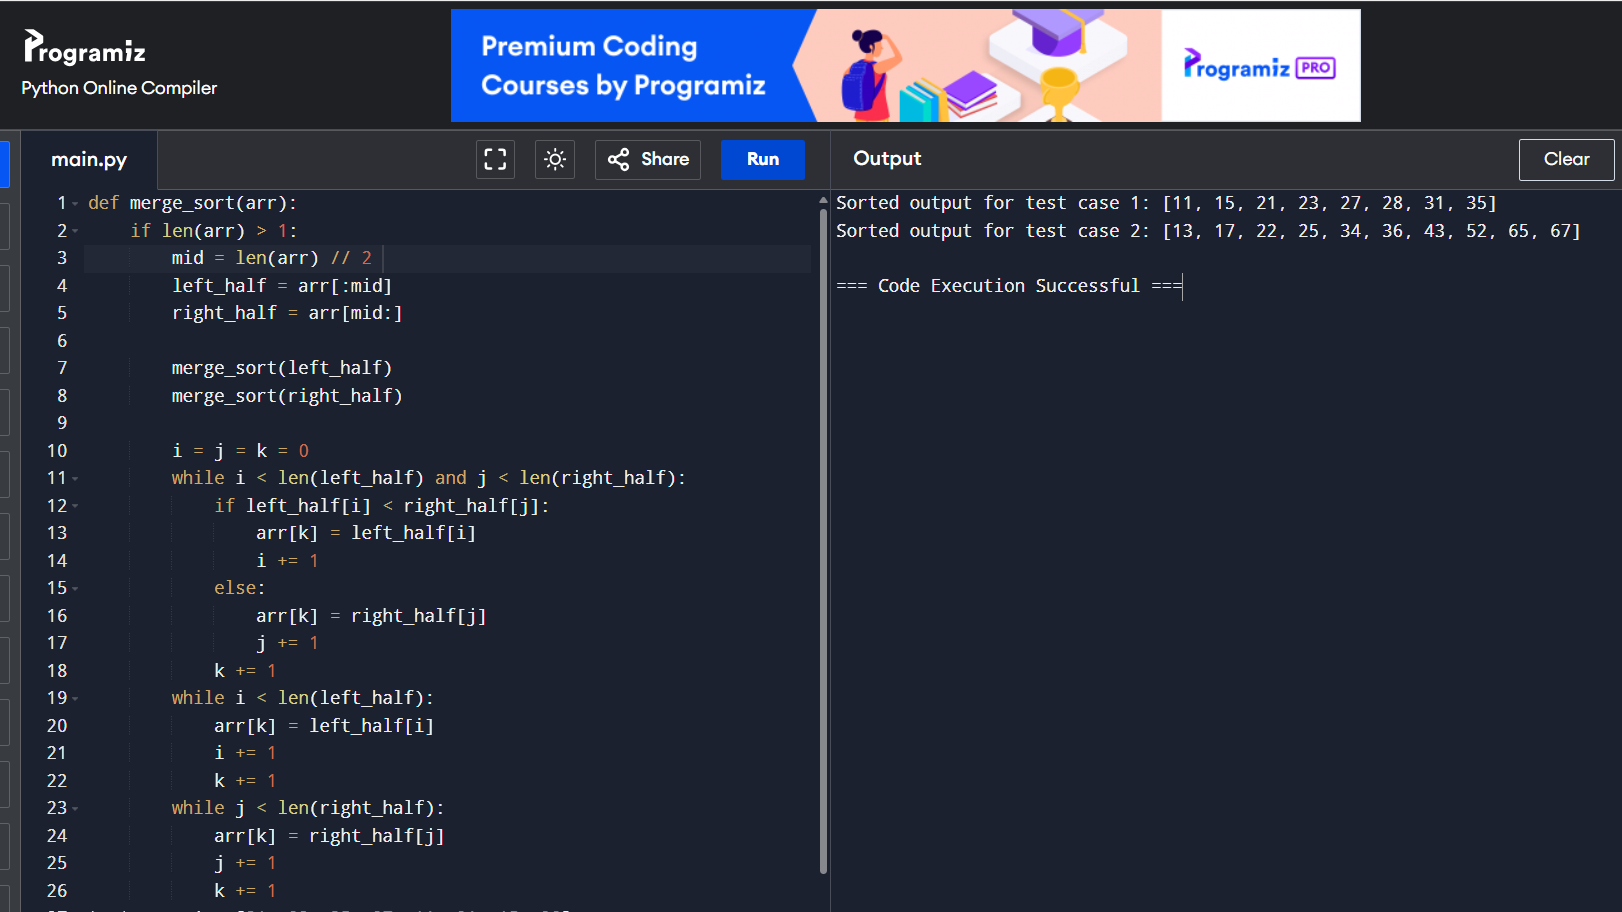 Programiz
Python Online Compiler
Premium Coding
Courses by Programiz
Programiz PRO
main.py
Share
Run
Output
Clear
1 def merge_sort(arr):
2 if len(arr) > 1:
3 mid = len(arr) // 2
4 left_half = arr[:mid]
5 right_half = arr[mid:]
6
7 merge_sort(left_half)
8 merge_sort(right_half)
9
10 i = j = k = 0
11 while i < len(left_half) and j < len(right_half):
12 if left_half[i] < right_half[j]:
13 arr[k] = left_half[i]
14 i += 1
15 else:
16 arr[k] = right_half[j]
17 j += 1
18 k += 1
19 while i < len(left_half):
20 arr[k] = left_half[i]
21 i += 1
22 k += 1
23 while j < len(right_half):
24 arr[k] = right_half[j]
25 j += 1
26 k += 1
Sorted output for test case 1: [11, 15, 21, 23, 27, 28, 31, 35]
Sorted output for test case 2: [13, 17, 22, 25, 34, 36, 43, 52, 65, 67]
=== Code Execution Successful ===